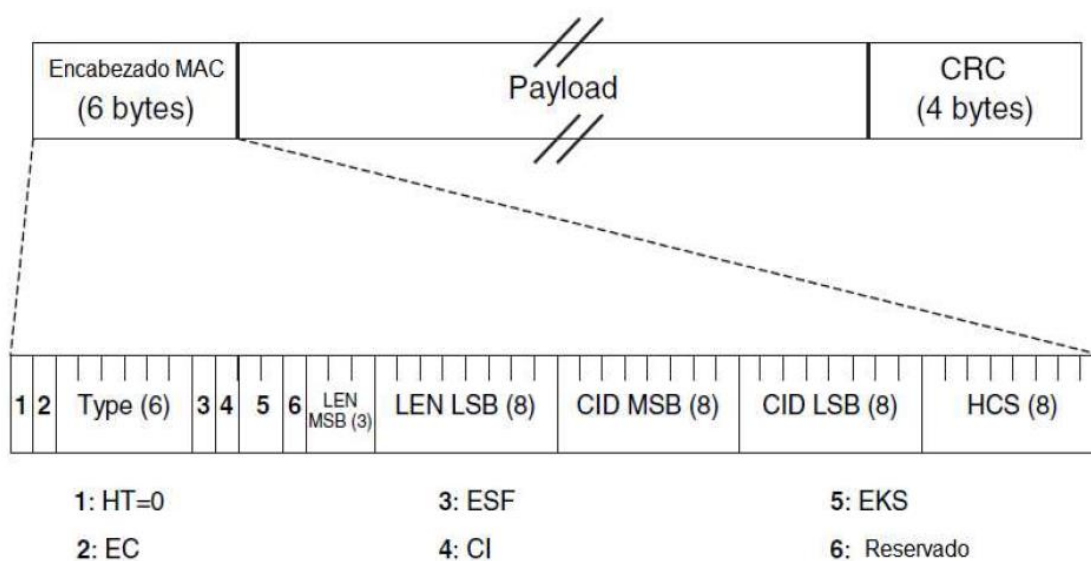 Encabezado MAC
(6 bytes)
Payload
CRC
(4 bytes)
1 2 Type (6) 3 4 5 6 LEN MSB (3) LEN LSB (8) CID MSB (8) CID LSB (8) HCS (8)
1: HT=0 3: ESF 5: EKS
2: EC 4: CI 6: Reservado